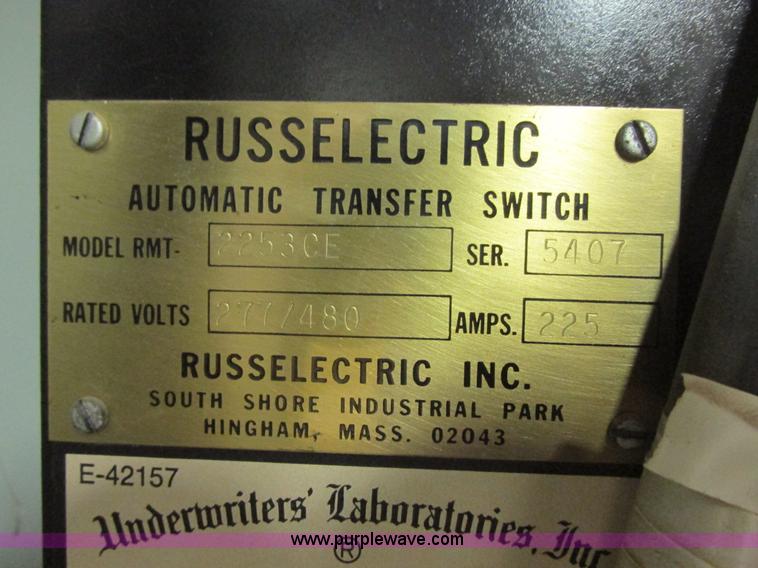 RUSSELECTRIC
AUTOMATIC TRANSFER SWITCH
MODEL RMT- 2253CE SER. 5407
RATED VOLTS 277/480 AMPS. 225
RUSSELECTRIC INC.
SOUTH SHORE INDUSTRIAL PARK
HINGHAM, MASS. 02043
E-42157
Underwriters' Laboratories, Inc
®
www.purplewave.com